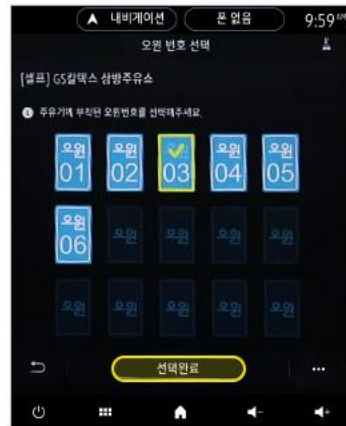 내비게이션 폰 없음 9:59 AM
오윈 번호 선택
[셀프] GS칼텍스 삼방주유소
주유기에 부착된 오윈번호를 선택해주세요.
오윈 오윈 오윈 오윈 오윈
01 02 03 04 05
오윈 오윈 오윈 오윈 오윈
06
오윈 오윈 오윈 오윈 오윈
선택완료